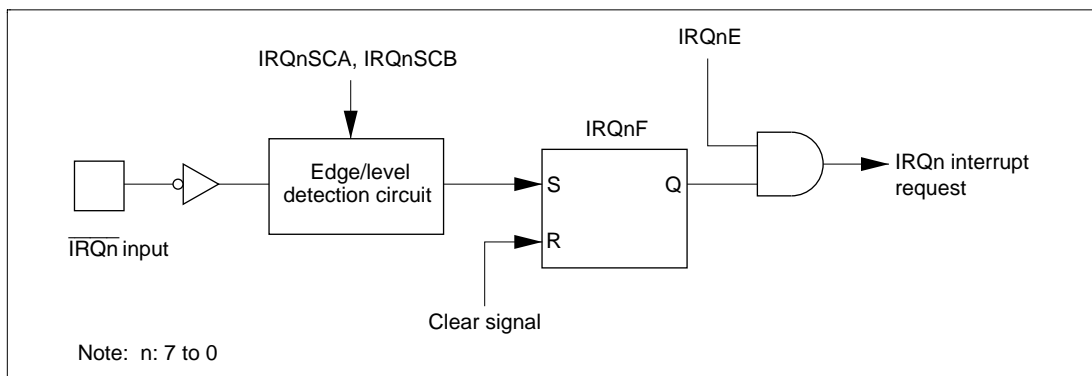 IRQnE
IRQnSCA, IRQnSCB
IRQnF
Edge/level
detection circuit
S
Q
R
IRQn interrupt
request
IRQn input
Clear signal
Note: n: 7 to 0